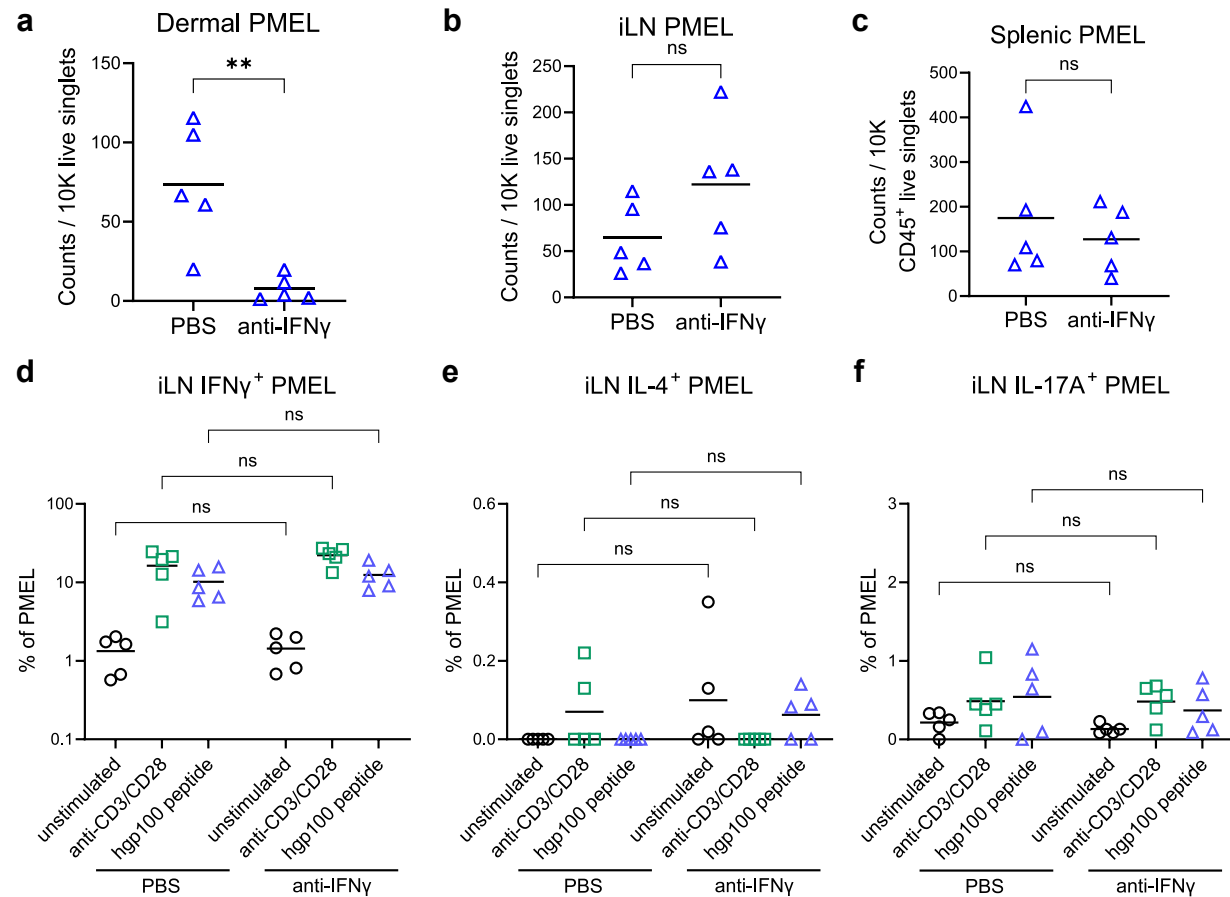 a
Dermal PMEL
Counts / 10K live singlets
150
100
50
0
**
PBS
anti-IFNγ
b
iLN PMEL
Counts / 10K live singlets
250
200
150
100
50
0
ns
PBS
anti-IFNγ
c
Splenic PMEL
Counts / 10K
CD45⁺ live singlets
500
400
300
200
100
0
ns
PBS
anti-IFNγ
d
iLN IFNγ⁺ PMEL
% of PMEL
100
10
1
0.1
ns
ns
ns
unstimulated
anti-CD3/CD28
hgp100 peptide
unstimulated
anti-CD3/CD28
hgp100 peptide
PBS
anti-IFNγ
e
iLN IL-4⁺ PMEL
% of PMEL
0.6
0.4
0.2
0.0
ns
ns
ns
unstimulated
anti-CD3/CD28
hgp100 peptide
unstimulated
anti-CD3/CD28
hgp100 peptide
PBS
anti-IFNγ
f
iLN IL-17A⁺ PMEL
% of PMEL
3
2
1
0
ns
ns
ns
unstimulated
anti-CD3/CD28
hgp100 peptide
unstimulated
anti-CD3/CD28
hgp100 peptide
PBS
anti-IFNγ